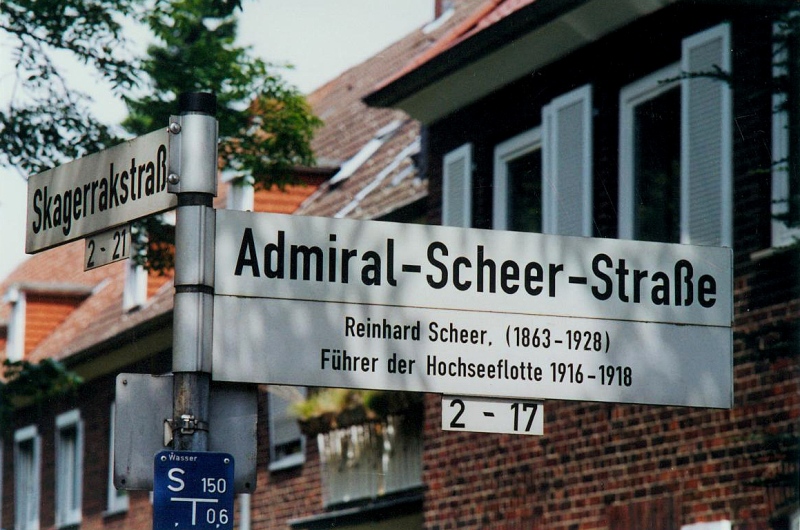 Skagerrakstraß
2 - 21
Admiral-Scheer-Straße
Reinhard Scheer, (1863-1928)
Führer der Hochseeflotte 1916-1918
2 - 17
Wasser
S 150
T 0,6